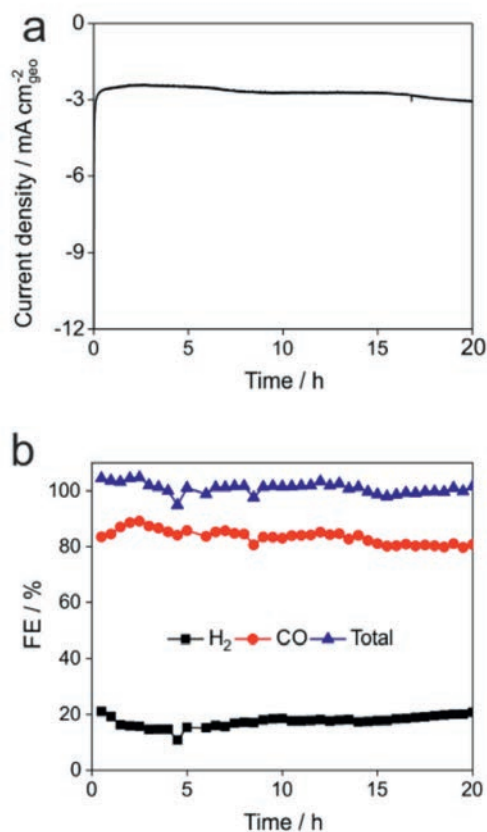 a
0
-3
-6
-9
-12
Current density / mA cm⁻²geo
0 5 10 15 20
Time / h
b
100
80
60
40
20
0
FE / %
H₂ CO Total
0 5 10 15 20
Time / h